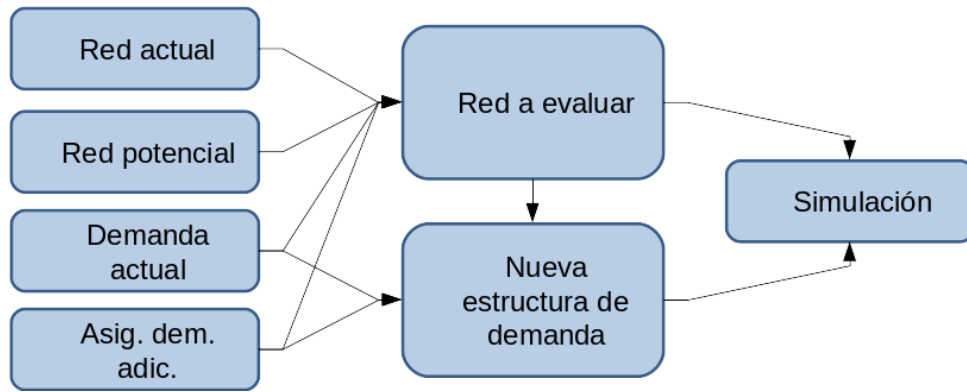 Red actual
Red potencial
Demanda
actual
Asig. dem.
adic.
Red a evaluar
Nueva
estructura de
demanda
Simulación